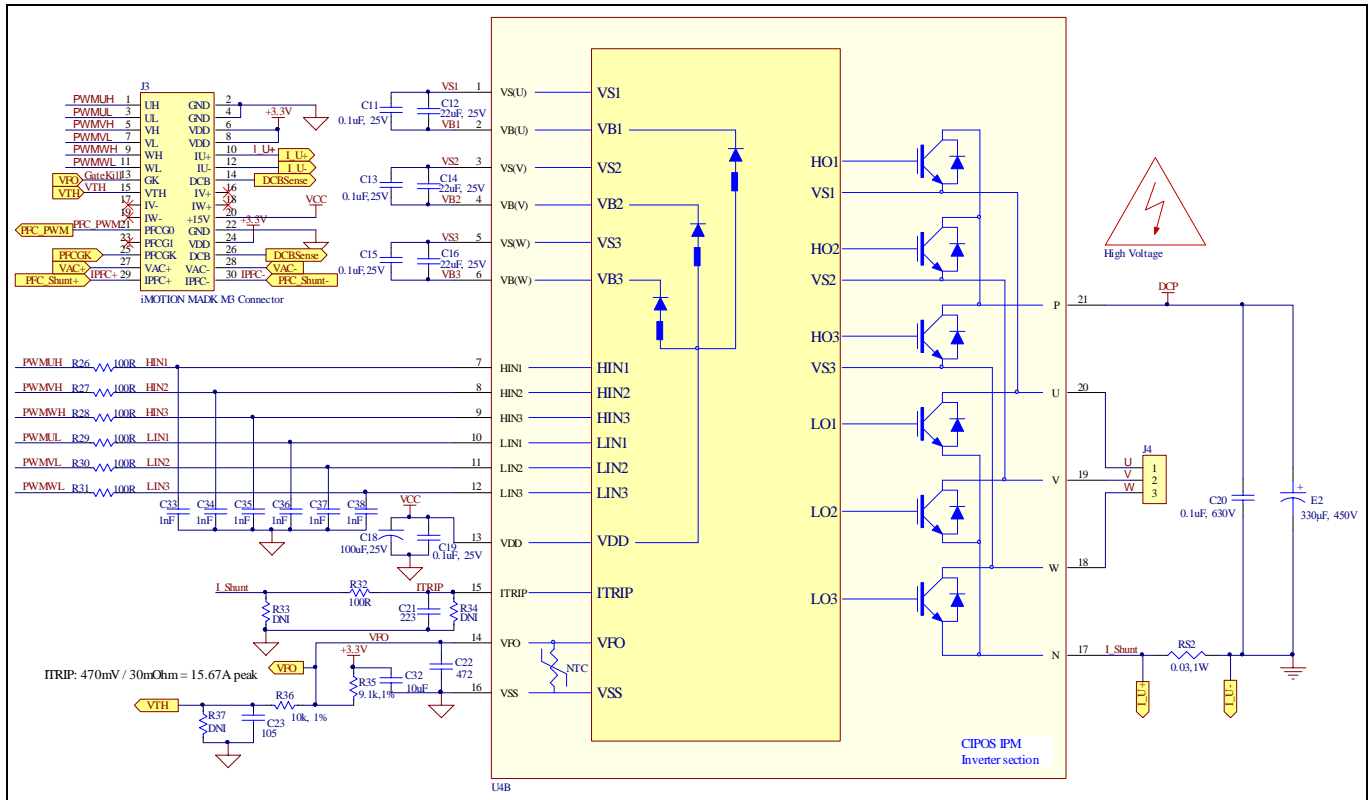 J3
PWMUH 1 UH GND 2
PWMUL 3 UL GND 4 +3.3V
PWMVH 5 VH VDD 6
PWMVL 7 VL VDD 8
PWMWH 9 WH IU+ 10 I_U+ I_U+
PWMWL 11 WL IU- 12 I_U-
VFO GateKill 13 GK DCB 14 DCBSense
VTH VTH 15 VTH IV+ 16
17 IV- IW+ 18 VCC
19 IW- +15V 20
PFC_PWM PFC_PWM 21 PFCG0 GND 22 +3.3V
23 PFCG1 VDD 24
PFCGK 25 PFCGK DCB 26 DCBSense
VAC+ 27 VAC+ VAC- 28 VAC-
PFC_Shunt+ IPFC+ 29 IPFC+ IPFC- 30 IPFC- PFC_Shunt-
iMOTION MADK M3 Connector
C11
0.1uF, 25V
C12
22uF, 25V
VS1 1 VS(U) VS1
VB1 2 VB(U) VB1
C13
0.1uF,25V
C14
22uF, 25V
VS2 3 VS(V) VS2
VB2 4 VB(V) VB2
C15
0.1uF,25V
C16
22uF, 25V
VS3 5 VS(W) VS3
VB3 6 VB(W) VB3
PWMUH R26 100R HIN1 7 HIN1 HIN1
PWMVH R27 100R HIN2 8 HIN2 HIN2
PWMWH R28 100R HIN3 9 HIN3 HIN3
PWMUL R29 100R LIN1 10 LIN1 LIN1
PWMVL R30 100R LIN2 11 LIN2 LIN2
PWMWL R31 100R LIN3 12 LIN3 LIN3
C33 C34 C35 C36 C37 C38
1nF 1nF 1nF 1nF 1nF 1nF
VCC
C18
100uF,25V
C19
0.1uF, 25V
13 VDD VDD
I_Shunt R32 ITRIP 15 ITRIP ITRIP
100R
R33
DNI
C21
223
R34
DNI
VFO 14 VFO VFO
VFO
+3.3V
C22
472
NTC
16 VSS VSS
ITRIP: 470mV / 30mOhm = 15.67A peak
R35
9.1k,1%
C32
10uF
VTH
R36
10k, 1%
R37
DNI
C23
105
HO1
VS1
HO2
VS2
HO3
VS3
LO1
LO2
LO3
P 21 DCP
U 20
V 19
W 18
N 17 I_Shunt RS2
0.03,1W
I_U+
I_U-
J4
U 1
V 2
W 3
C20
0.1uF, 630V
+
E2
330µF, 450V
High Voltage
CIPOS IPM
Inverter section
U4B